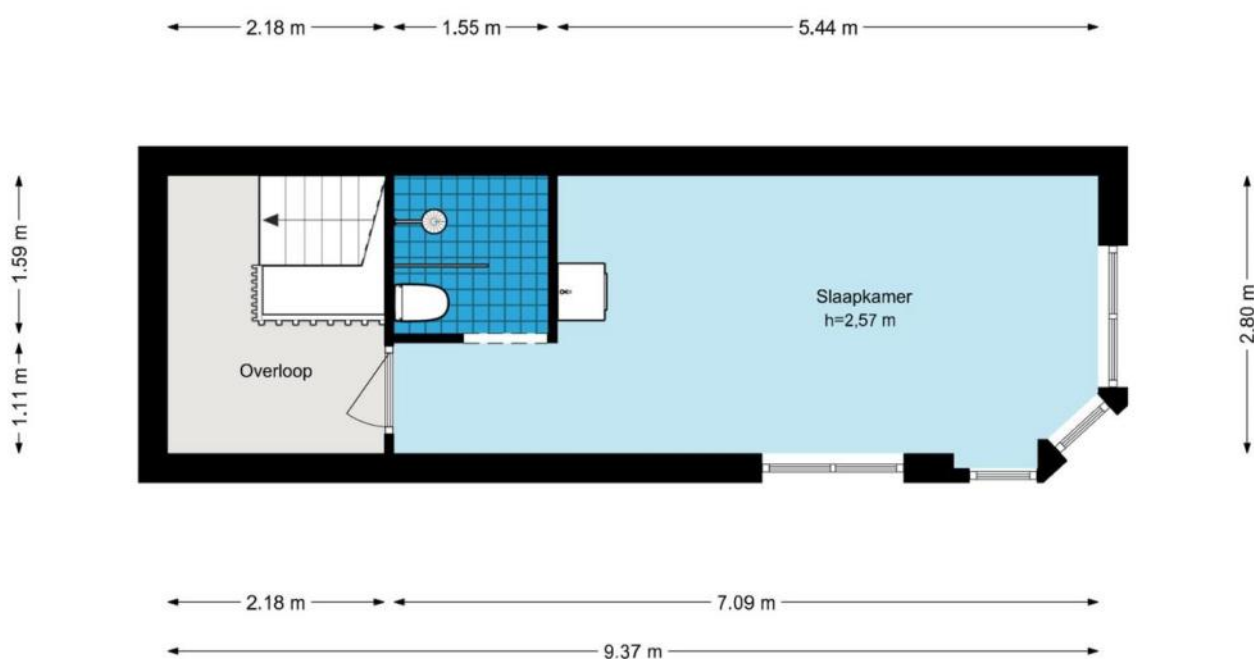 2.18 m
1.55 m
5.44 m
1.59 m
1.11 m
Overloop
Slaapkamer
h=2,57 m
2.80 m
2.18 m
7.09 m
9.37 m